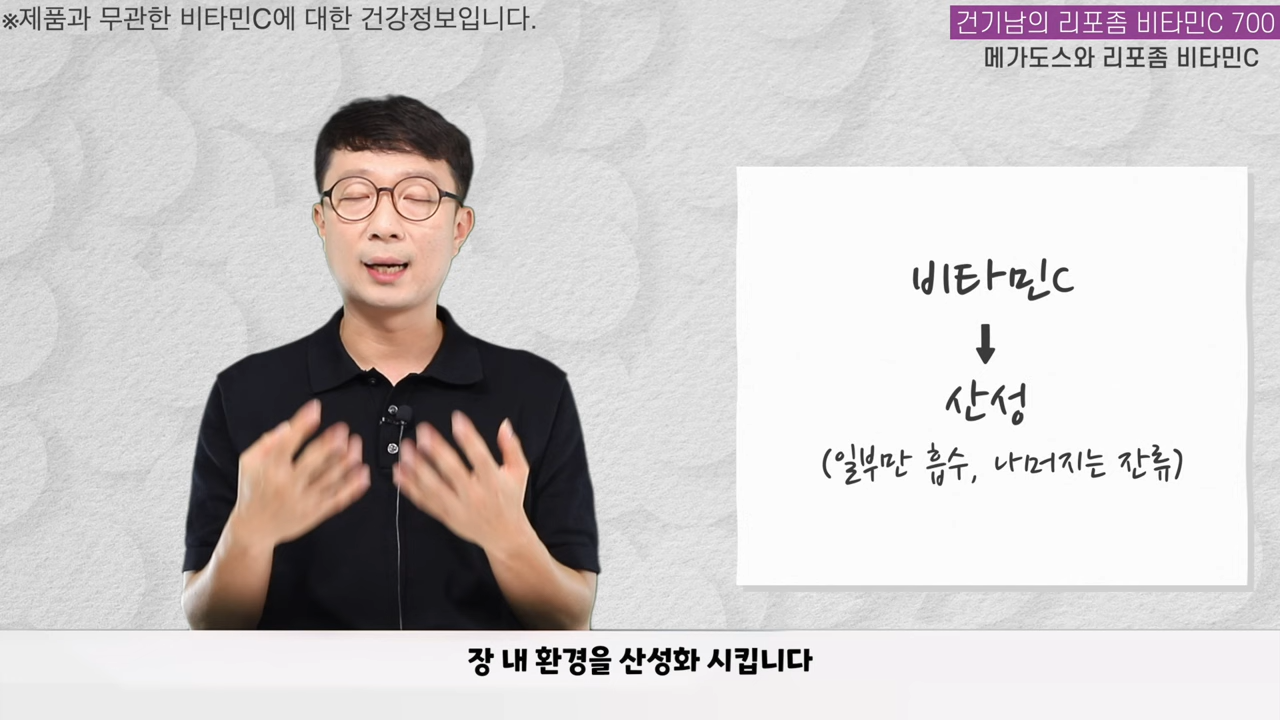 ※제품과 무관한 비타민C에 대한 건강정보입니다.
건기남의 리포좀 비타민C 700
메가도스와 리포좀 비타민C
비타민C
산성
(일부만 흡수, 나머지는 잔류)
장 내 환경을 산성화 시킵니다